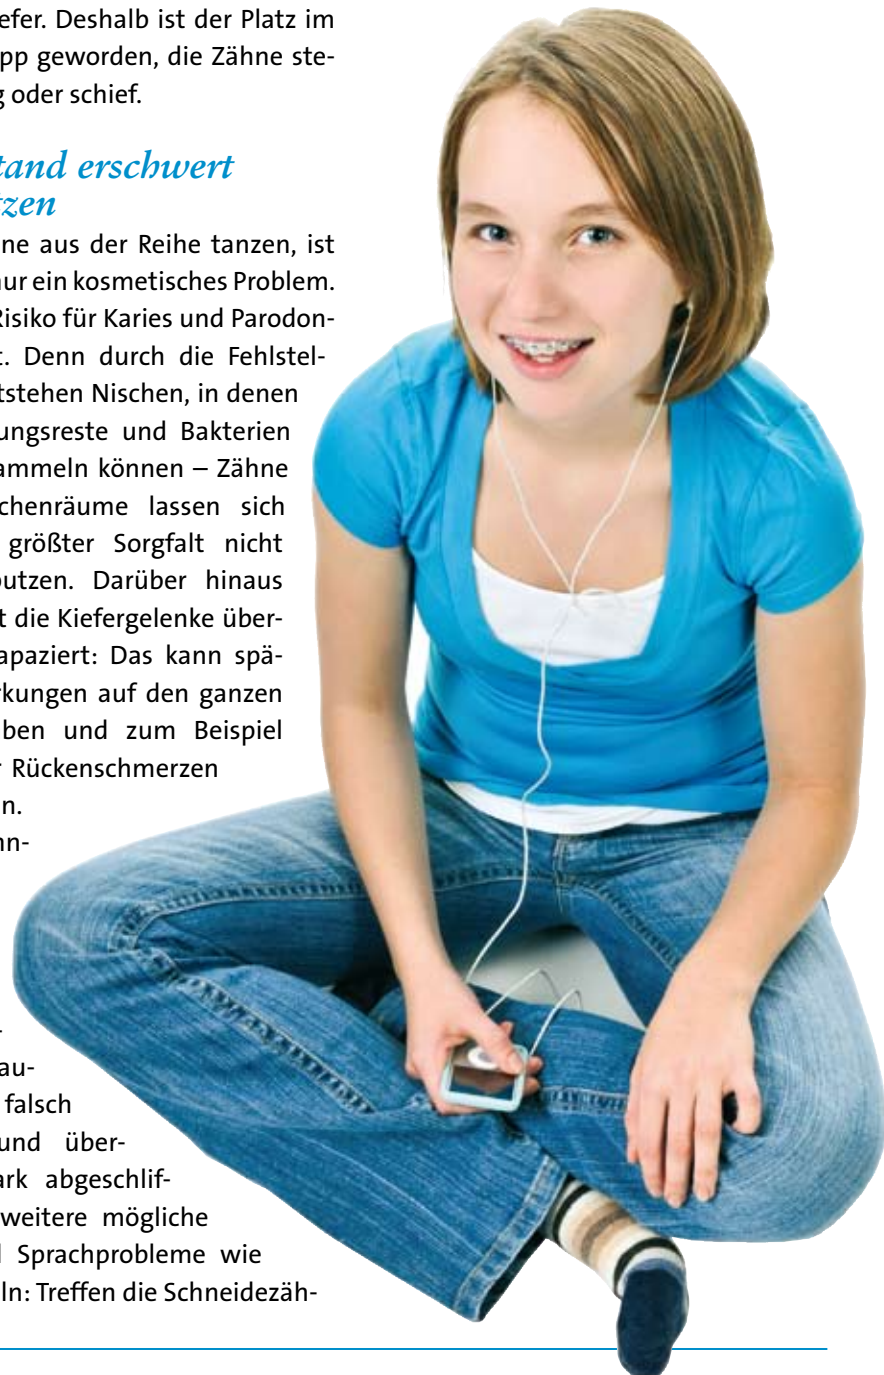 efer. Deshalb ist der Platz im
pp geworden, die Zähne ste-
g oder schief.
tand erschwert
tzen
ne aus der Reihe tanzen, ist
nur ein kosmetisches Problem.
Risiko für Karies und Parodon-
t. Denn durch die Fehlstel-
tstehen Nischen, in denen
ungsreste und Bakterien
ammeln können – Zähne
chenräume lassen sich
größter Sorgfalt nicht
putzen. Darüber hinaus
t die Kiefergelenke über-
apaziert: Das kann spä-
rkungen auf den ganzen
ben und zum Beispiel
r Rückenschmerzen
n.
nn-
au-
falsch
und über-
ark abgeschlif-
weitere mögliche
d Sprachprobleme wie
ln: Treffen die Schneidezäh-